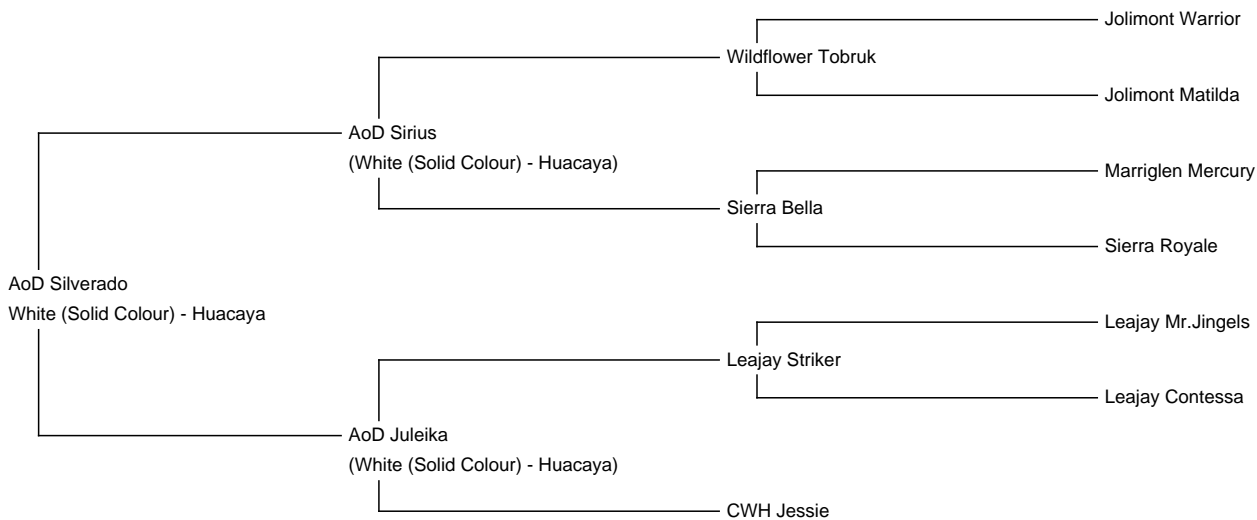 Jolimont Warrior
Wildflower Tobruk
Jolimont Matilda
AoD Sirius
(White (Solid Colour) - Huacaya)
Marriglen Mercury
Sierra Bella
Sierra Royale
AoD Silverado
White (Solid Colour) - Huacaya
Leajay Mr.Jingels
Leajay Striker
Leajay Contessa
AoD Juleika
(White (Solid Colour) - Huacaya)
CWH Jessie